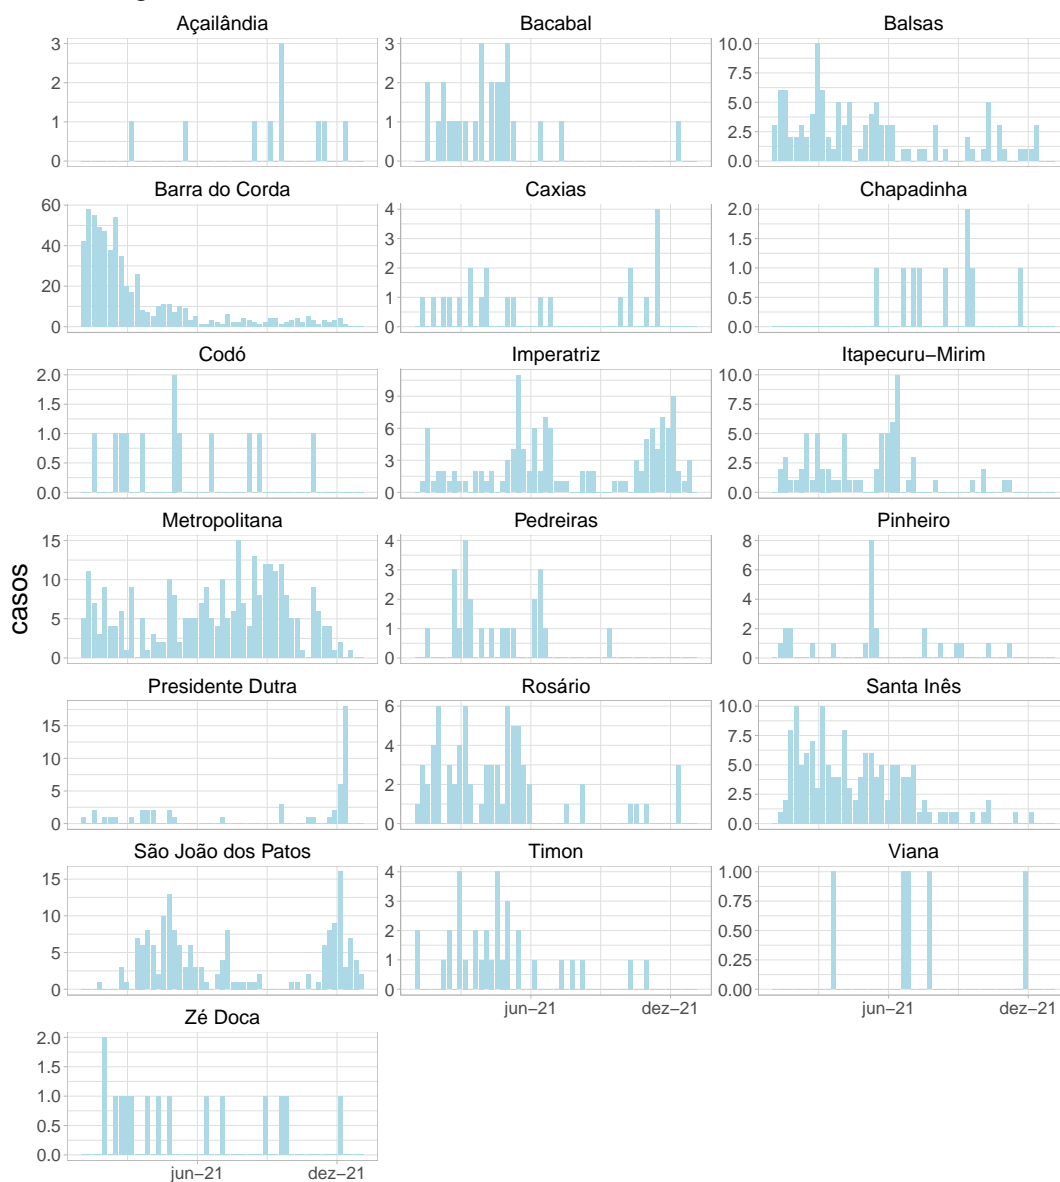 Açailândia Bacabal Balsas
3 3 10.0
2 2 7.5
5.0
1 1 2.5
0 0 0.0
Barra do Corda Caxias Chapadinha
60 4 2.0
40 3 1.5
2 1.0
20 1 0.5
0 0 0.0
Codó Imperatriz Itapecuru−Mirim
2.0 10.0
1.5 9 7.5
1.0 6 5.0
0.5 3 2.5
0.0 0 0.0
Metropolitana Pedreiras Pinheiro
15 4 8
10 3 6
2 4
5 1 2
0 0 0
casos
Presidente Dutra Rosário Santa Inês
15 6 10.0
10 4 7.5
5.0
5 2 2.5
0 0 0.0
São João dos Patos Timon Viana
15 4 1.00
10 3 0.75
2 0.50
5 1 0.25
0 0 0.00
jun−21 dez−21 jun−21 dez−21
Zé Doca
2.0
1.5
1.0
0.5
0.0
jun−21 dez−21